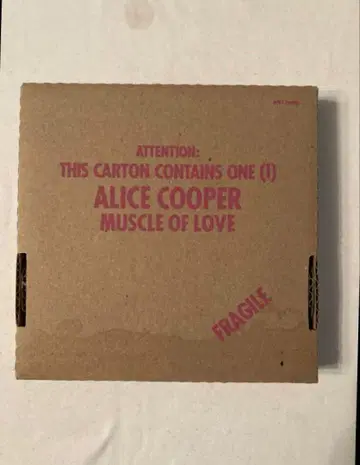 ATTENTION:
THIS CARTON CONTAINS ONE (1)
ALICE COOPER
MUSCLE OF LOVE
FRAGILE